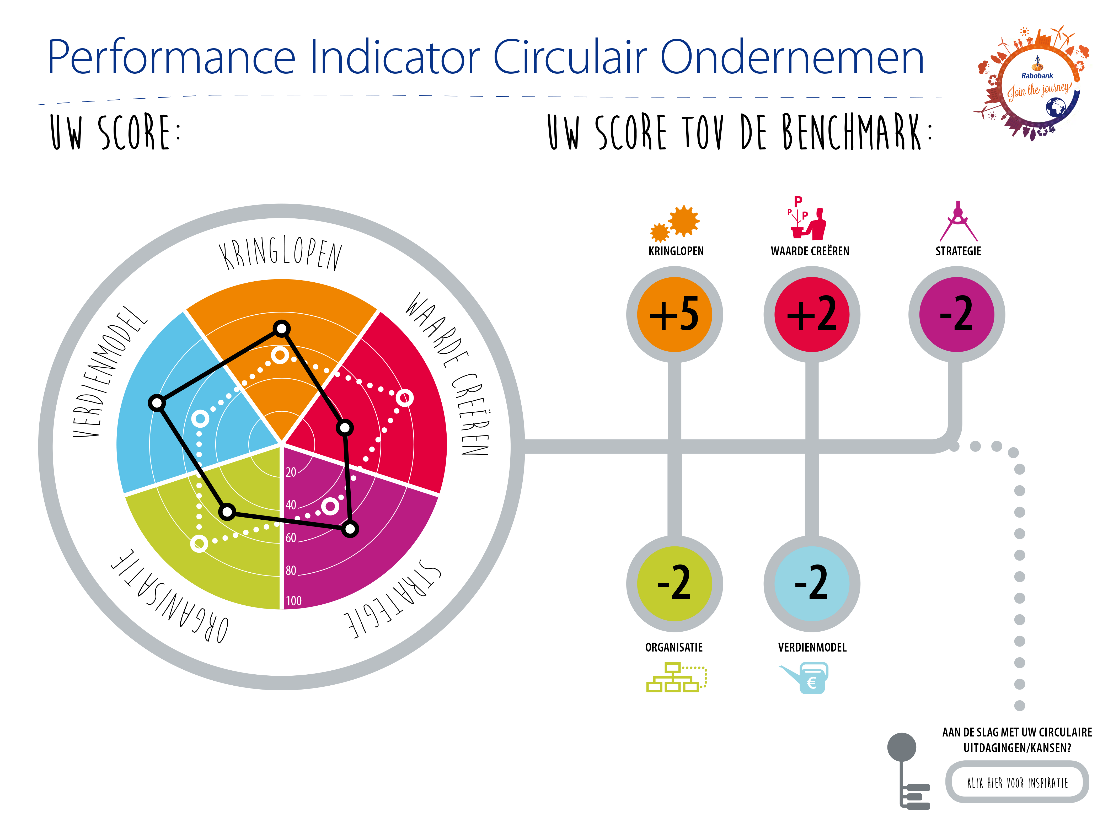 Performance Indicator Circulair Ondernemen
Rabobank
Join the journey!
UW SCORE:
UW SCORE TOV DE BENCHMARK:
KRINGLOPEN
WAARDE CREËREN
STRATEGIE
ORGANISATIE
VERDIENMODEL
20
40
60
80
100
P
P P
KRINGLOPEN
WAARDE CREËREN
STRATEGIE
+5
+2
-2
-2
-2
ORGANISATIE
VERDIENMODEL
€
AAN DE SLAG MET UW CIRCULAIRE
UITDAGINGEN/KANSEN?
KLIK HIER VOOR INSPIRATIE